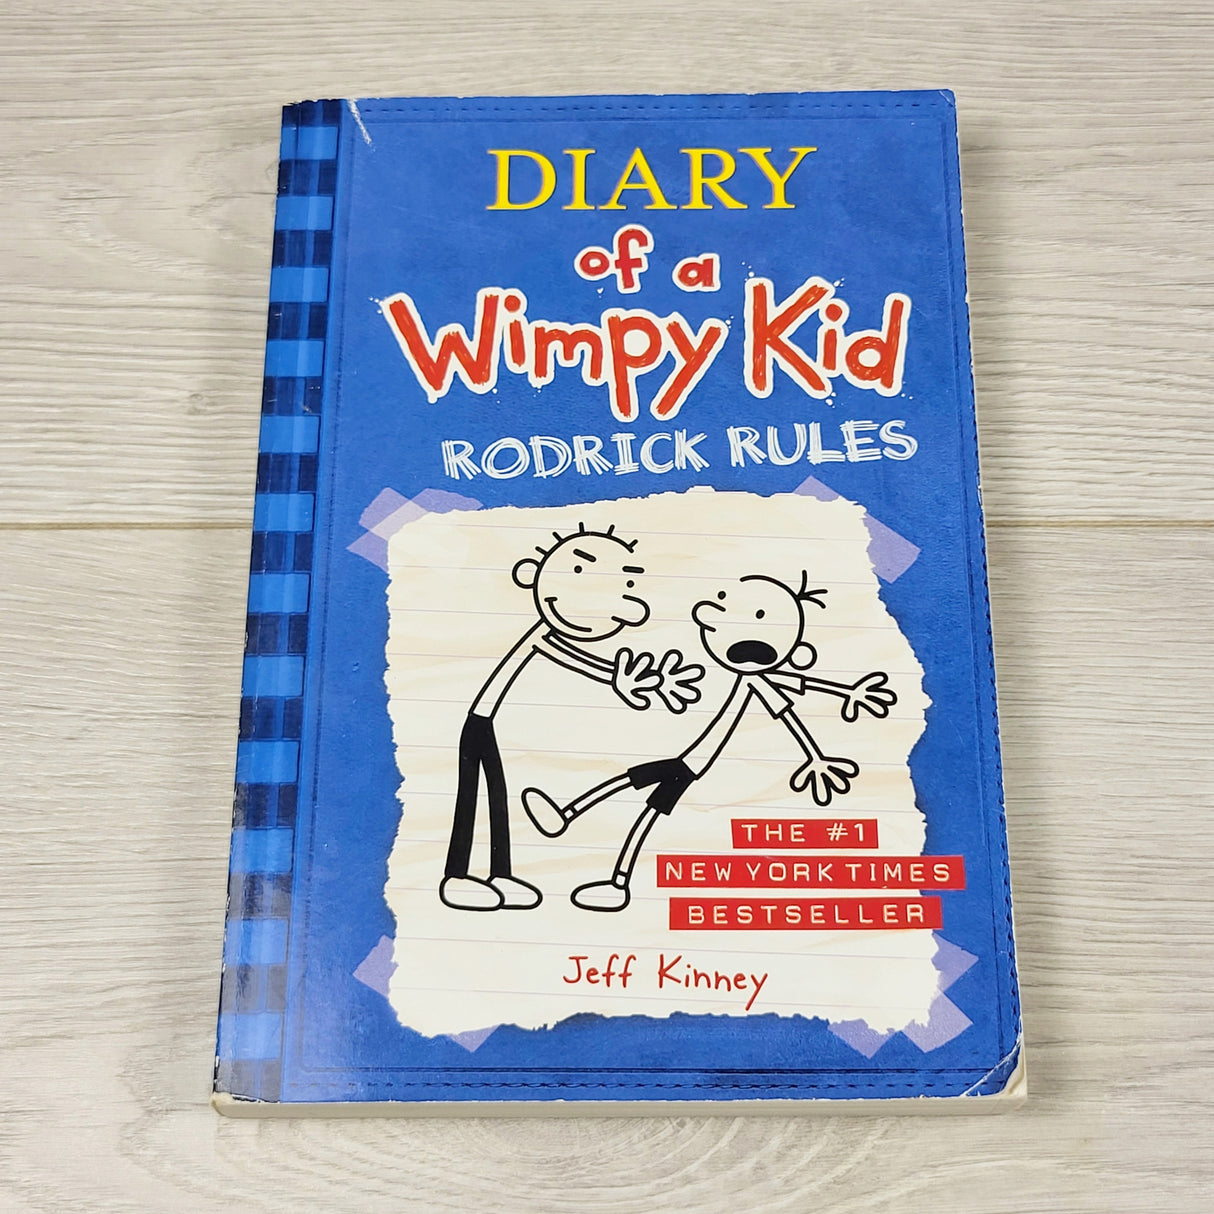 DIARY
of a
Wimpy Kid
RODRICK RULES
THE #1
NEW YORK TIMES
BESTSELLER
Jeff Kinney